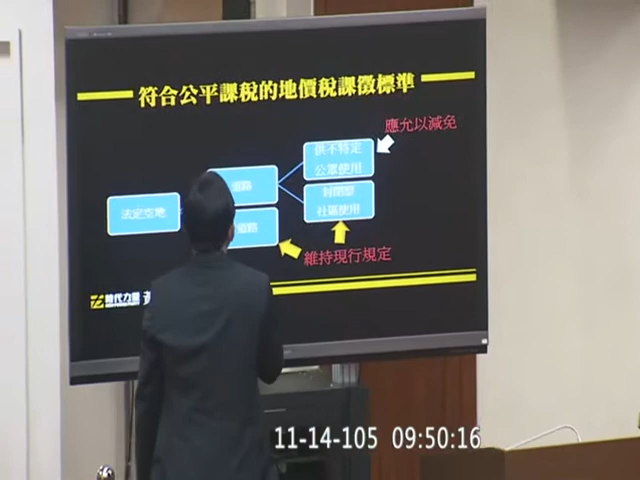 符合公平課稅的地價稅課徵標準
應允以減免
供不特定
公眾使用
道路
法定空地
封閉型
社區使用
道路
維持現行規定
時代力量 黃
11-14-105 09:50:16